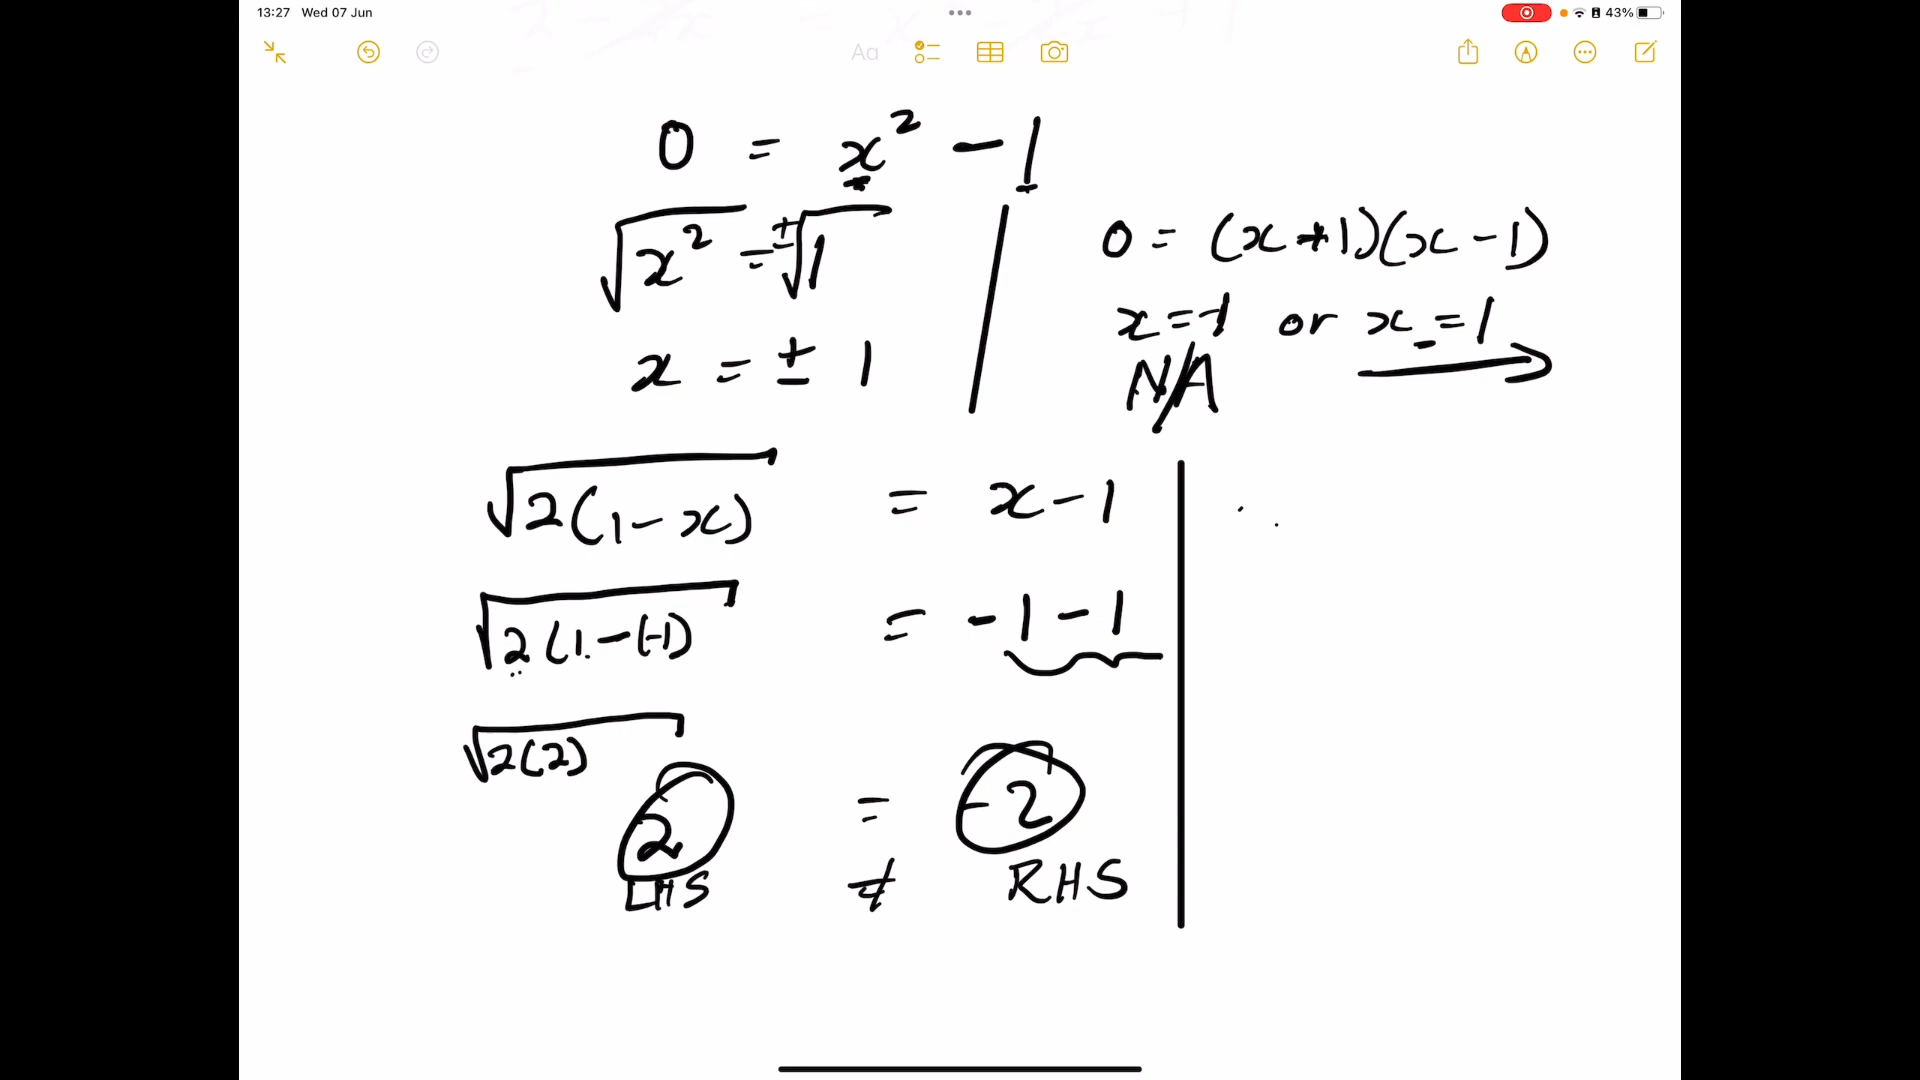 13:27 Wed 07 Jun
43%
Aa
0 = x² - 1
√x² = ±√1
x = ± 1
0 = (x+1)(x-1)
x = -1 or x = 1
N/A
√2(1-x) = x-1
√2(1-(-1) = -1-1
√2(2)
2 = -2
LHS ≠ RHS